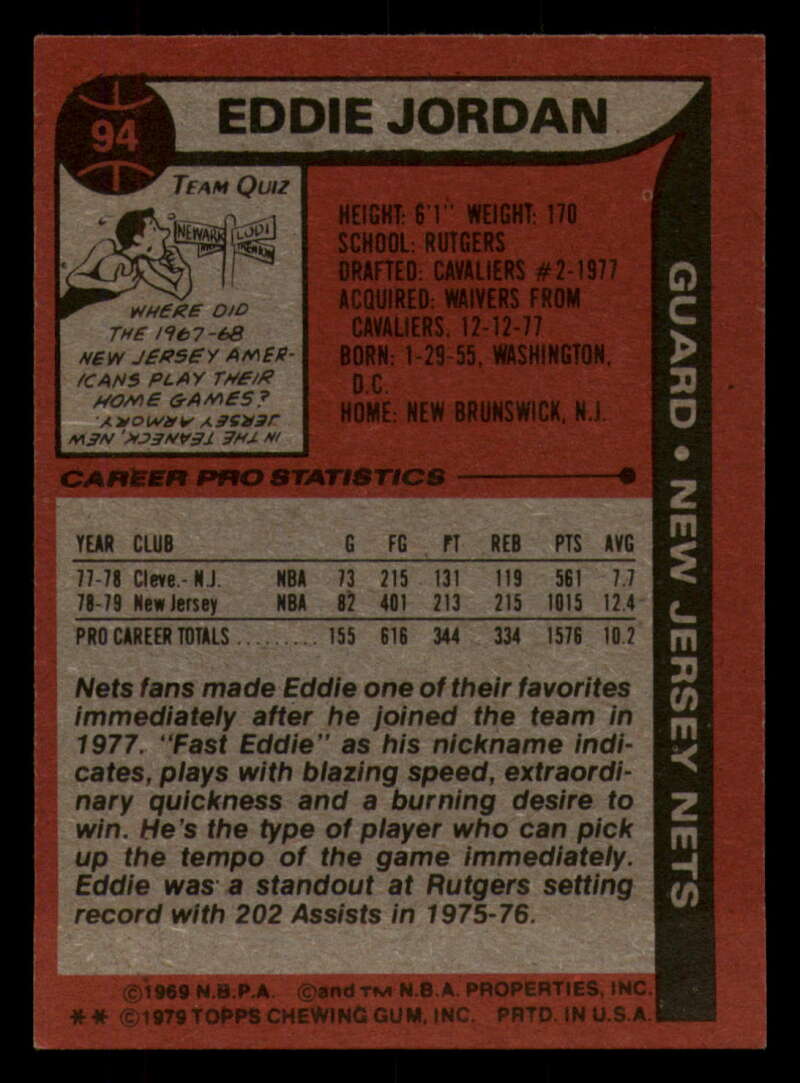 94
EDDIE JORDAN
TEAM QUIZ
NEWARK
LODI
TRENTON
WHERE DID
THE 1967-68
NEW JERSEY AMER-
ICANS PLAY THEIR
HOME GAMES?
IN THE TEANECK, NEW
JERSEY ARMORY.
HEIGHT: 6'1" WEIGHT: 170
SCHOOL: RUTGERS
DRAFTED: CAVALIERS #2-1977
ACQUIRED: WAIVERS FROM
CAVALIERS, 12-12-77
BORN: 1-29-55, WASHINGTON,
D.C.
HOME: NEW BRUNSWICK, N.J.
GUARD • NEW JERSEY NETS
CAREER PRO STATISTICS
YEAR CLUB G FG FT REB PTS AVG
77-78 Cleve.- N.J. NBA 73 215 131 119 561 7.7
78-79 New Jersey NBA 82 401 213 215 1015 12.4
PRO CAREER TOTALS ......... 155 616 344 334 1576 10.2
Nets fans made Eddie one of their favorites
immediately after he joined the team in
1977. "Fast Eddie" as his nickname indi-
cates, plays with blazing speed, extraordi-
nary quickness and a burning desire to
win. He's the type of player who can pick
up the tempo of the game immediately.
Eddie was a standout at Rutgers setting
record with 202 Assists in 1975-76.
©1969 N.B.P.A. ©and TM N.B.A. PROPERTIES, INC.
** ©1979 TOPPS CHEWING GUM, INC. PRTD. IN U.S.A.